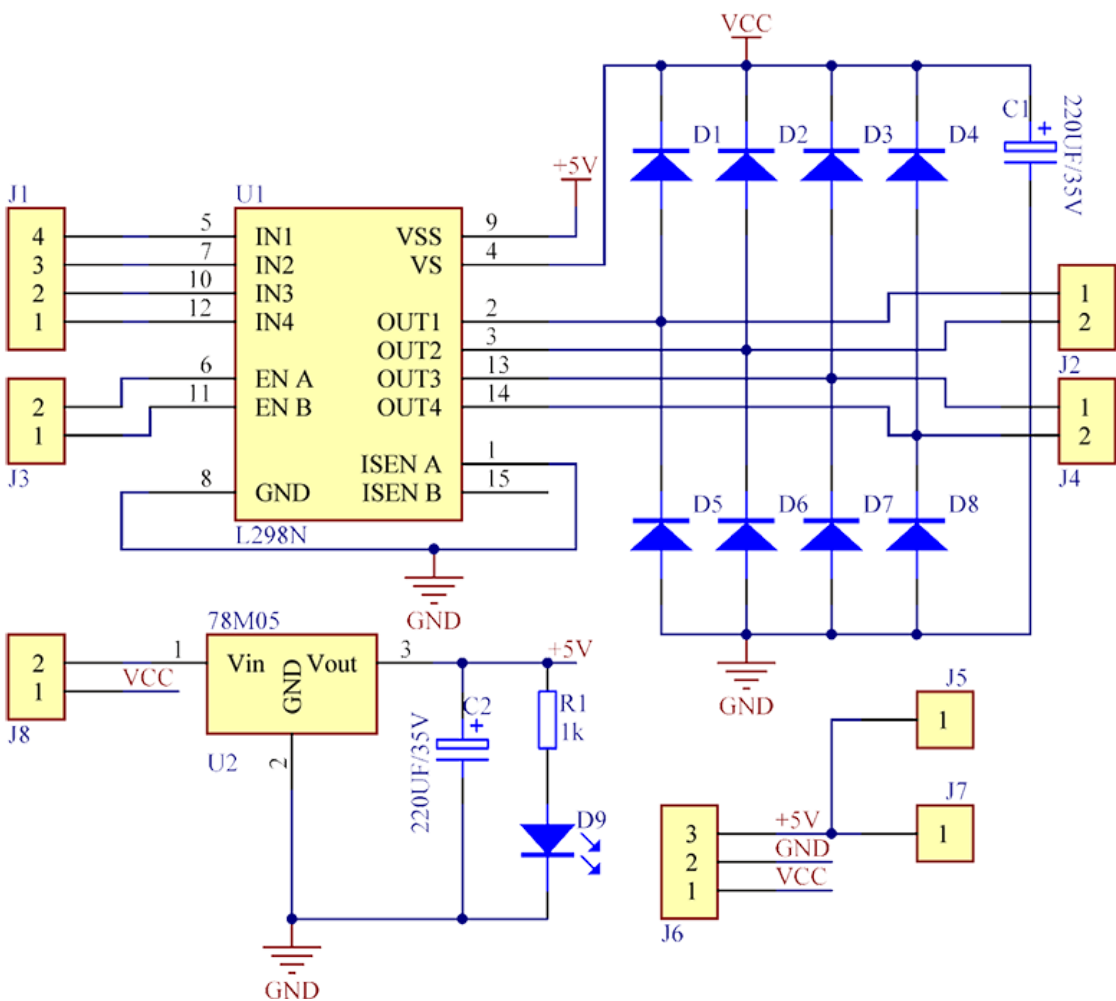 VCC
C1
220UF/35V
D1
D2
D3
D4
+5V
J1
4
3
2
1
U1
5
7
10
12
6
11
8
IN1
IN2
IN3
IN4
EN A
EN B
GND
VSS
VS
OUT1
OUT2
OUT3
OUT4
ISEN A
ISEN B
9
4
2
3
13
14
1
15
L298N
2
1
J3
1
2
J2
1
2
J4
D5
D6
D7
D8
GND
GND
78M05
2
1
J8
1
VCC
Vin
GND
Vout
3
+5V
U2
2
C2
220UF/35V
R1
1k
D9
GND
J5
1
J7
1
3
2
1
J6
+5V
GND
VCC